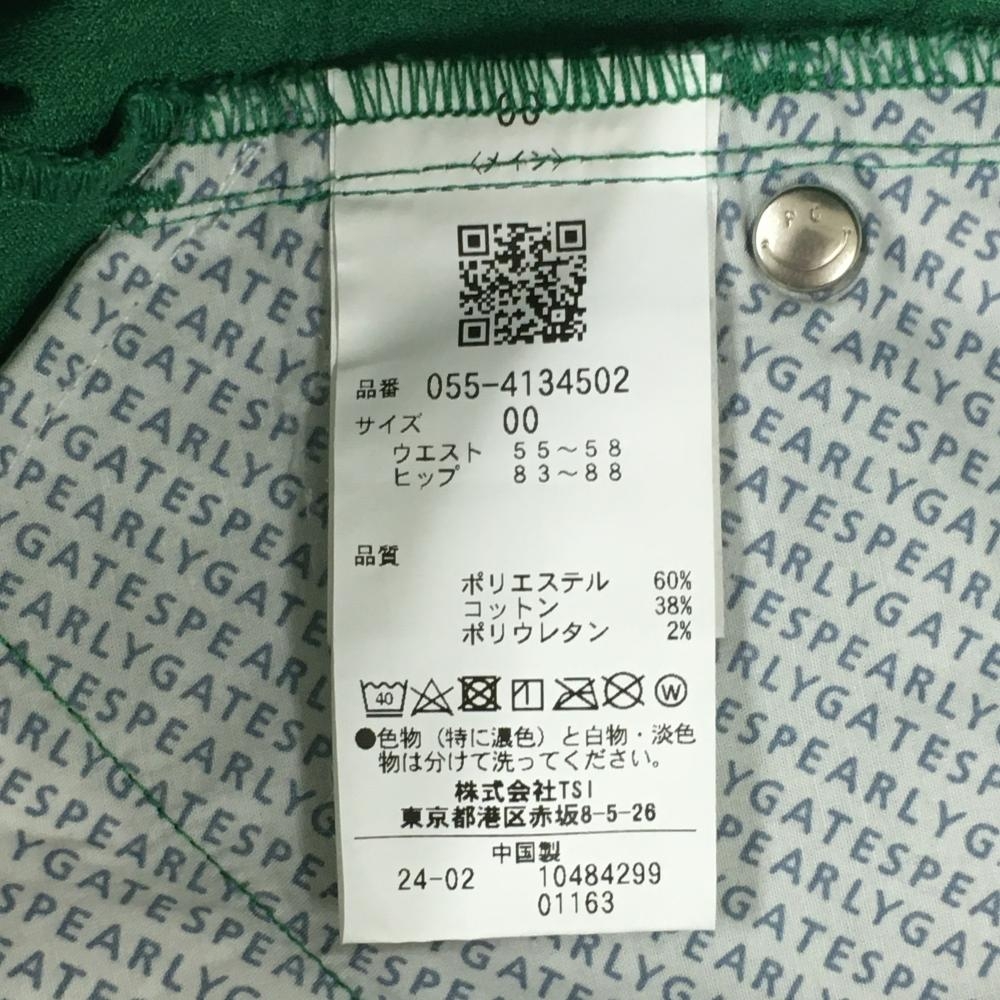 00
〈メイン〉
品番 055-4134502
サイズ 00
ウエスト 55～58
ヒップ 83～88
品質
ポリエステル 60%
コットン 38%
ポリウレタン 2%
40
W
●色物（特に濃色）と白物・淡色
物は分けて洗ってください。
株式会社TSI
東京都港区赤坂8-5-26
中国製
24-02 10484299
01163
PEARLYGATES